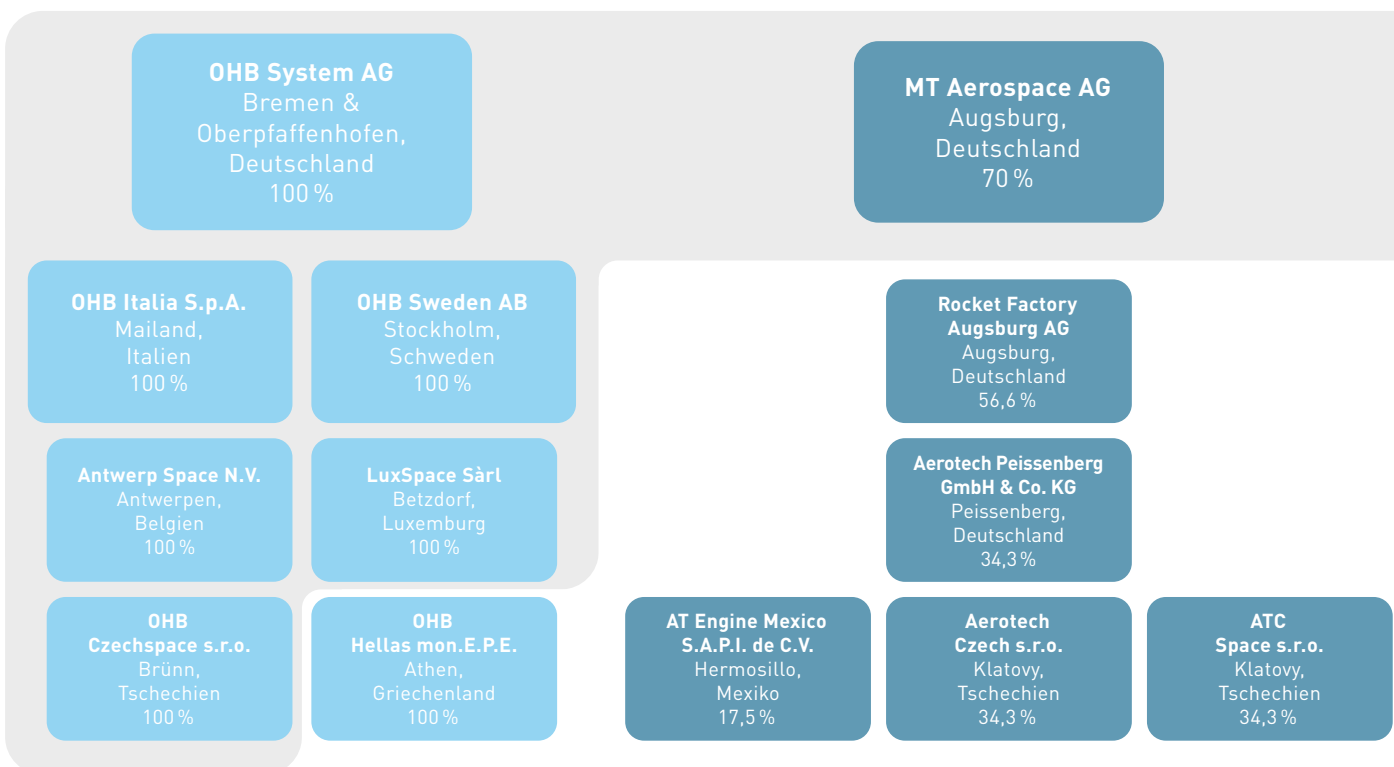 OHB System AG
Bremen &
Oberpfaffenhofen,
Deutschland
100 %
MT Aerospace AG
Augsburg,
Deutschland
70 %
OHB Italia S.p.A.
Mailand,
Italien
100 %
OHB Sweden AB
Stockholm,
Schweden
100 %
Rocket Factory
Augsburg AG
Augsburg,
Deutschland
56,6 %
Antwerp Space N.V.
Antwerpen,
Belgien
100 %
LuxSpace Sàrl
Betzdorf,
Luxemburg
100 %
Aerotech Peissenberg
GmbH & Co. KG
Peissenberg,
Deutschland
34,3 %
OHB
Czechspace s.r.o.
Brünn,
Tschechien
100 %
OHB
Hellas mon.E.P.E.
Athen,
Griechenland
100 %
AT Engine Mexico
S.A.P.I. de C.V.
Hermosillo,
Mexiko
17,5 %
Aerotech
Czech s.r.o.
Klatovy,
Tschechien
34,3 %
ATC
Space s.r.o.
Klatovy,
Tschechien
34,3 %